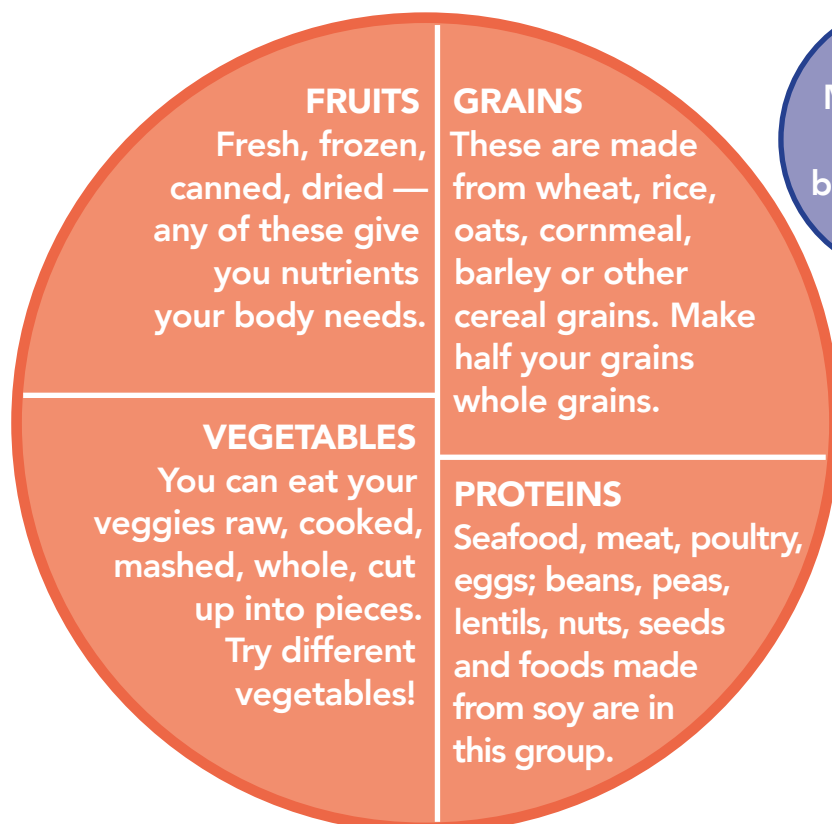 FRUITS
Fresh, frozen,
canned, dried —
any of these give
you nutrients
your body needs.
GRAINS
These are made
from wheat, rice,
oats, cornmeal,
barley or other
cereal grains. Make
half your grains
whole grains.
VEGETABLES
You can eat your
veggies raw, cooked,
mashed, whole, cut
up into pieces.
Try different
vegetables!
PROTEINS
Seafood, meat, poultry,
eggs; beans, peas,
lentils, nuts, seeds
and foods made
from soy are in
this group.